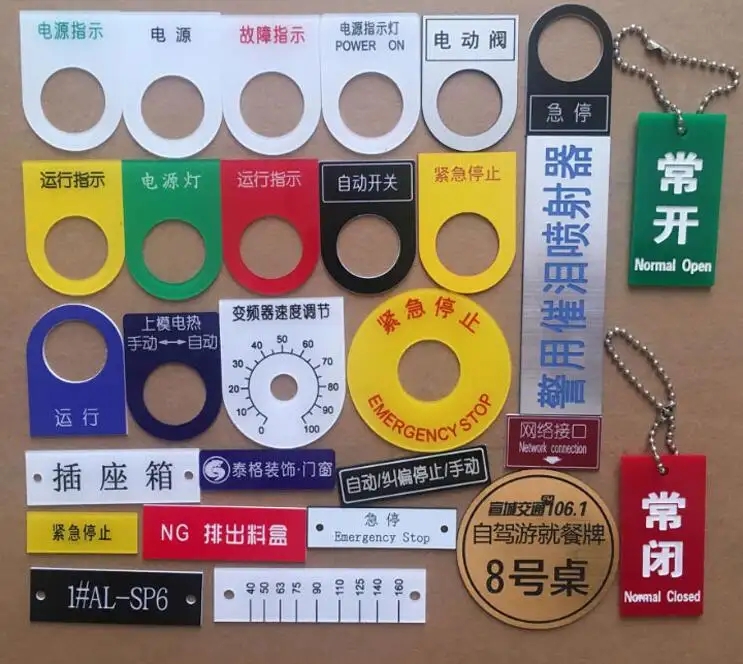 电源指示
电源
故障指示
电源指示灯
POWER ON
电动阀
急停
常开
Normal Open
运行指示
电源灯
运行指示
自动开关
紧急停止
警用催泪喷射器
运行
上模电热
手动↔自动
变频器速度调节
0 10 20 30 40 50 60 70 80 90 100
紧急停止
EMERGENCY STOP
网络接口
Network connection
常闭
Normal Closed
插座箱
泰格装饰·门窗
自动/纠偏停止/手动
紧急停止
NG 排出料盒
急停
Emergency Stop
宣城交通 106.1
自驾游就餐牌
8号桌
1#AL-SP6
40 50 63 75 90 110 125 140 160